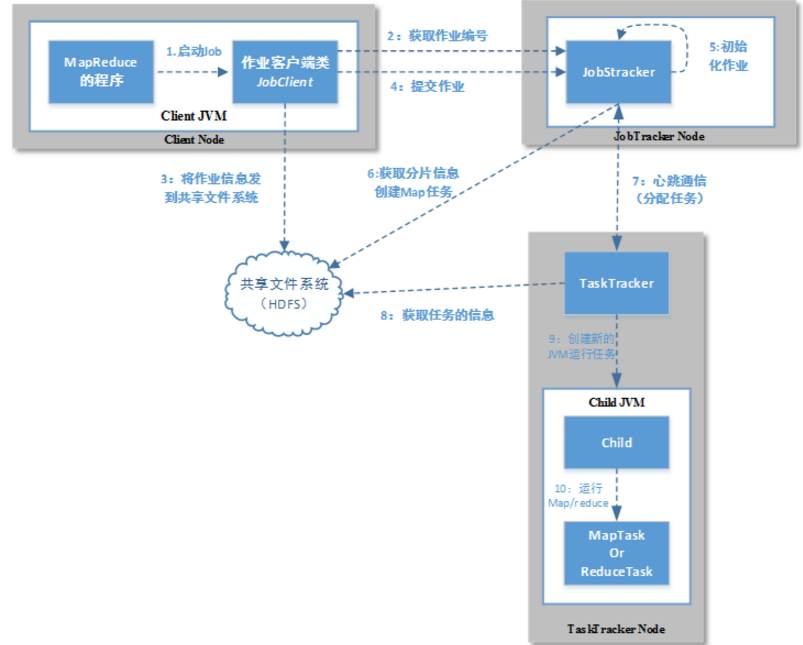 MapReduce
的程序
1.启动Job
作业客户端类
JobClient
Client JVM
Client Node
2：获取作业编号
4：提交作业
JobStracker
5:初始
化作业
JobTracker Node
3：将作业信息发
到共享文件系统
6:获取分片信息
创建Map任务
7：心跳通信
（分配任务）
共享文件系统
（HDFS）
TaskTracker
8：获取任务的信息
9：创建新的
JVM运行任务
Child JVM
Child
10：运行
Map/reduce
MapTask
Or
ReduceTask
TaskTracker Node